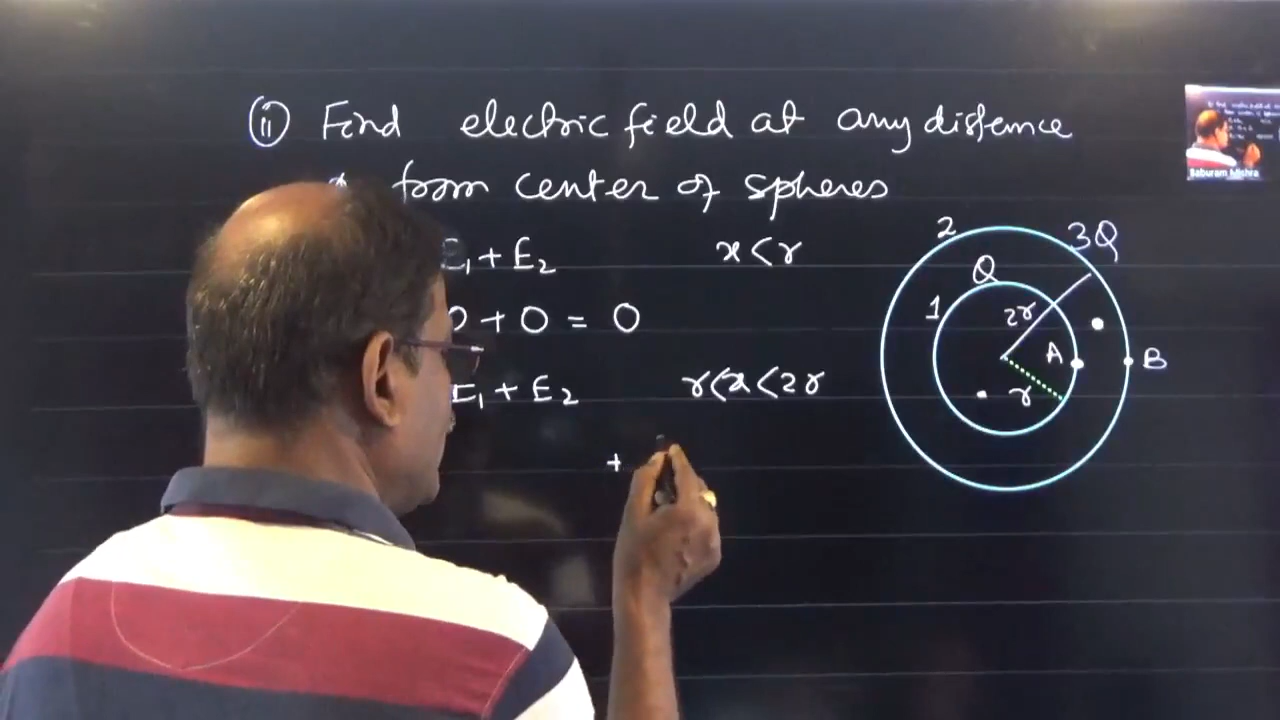 (ii) Find electric field at any distance
from center of spheres
E₁ + E₂ x < r
0 + 0 = 0
E₁ + E₂ r < x < 2r
+
2
3Q
Q
1
2r
A
B
r
Baburam Mishra